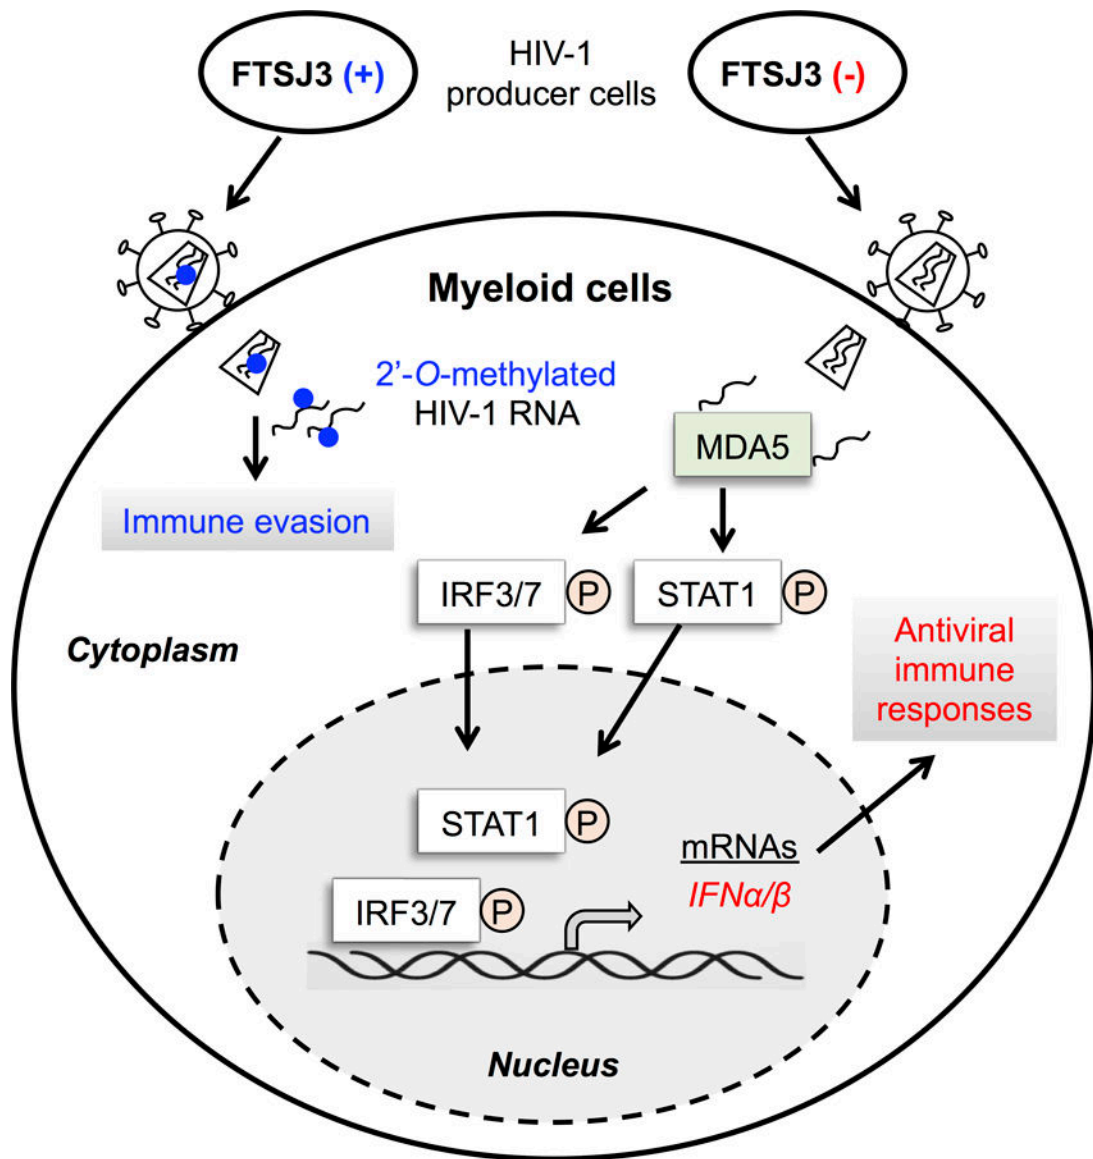 FTSJ3 (+)
HIV-1
producer cells
FTSJ3 (-)
Myeloid cells
2’-O-methylated
HIV-1 RNA
MDA5
Immune evasion
IRF3/7
P
STAT1
P
Antiviral
immune
responses
Cytoplasm
STAT1
P
mRNAs
IFNα/β
IRF3/7
P
Nucleus